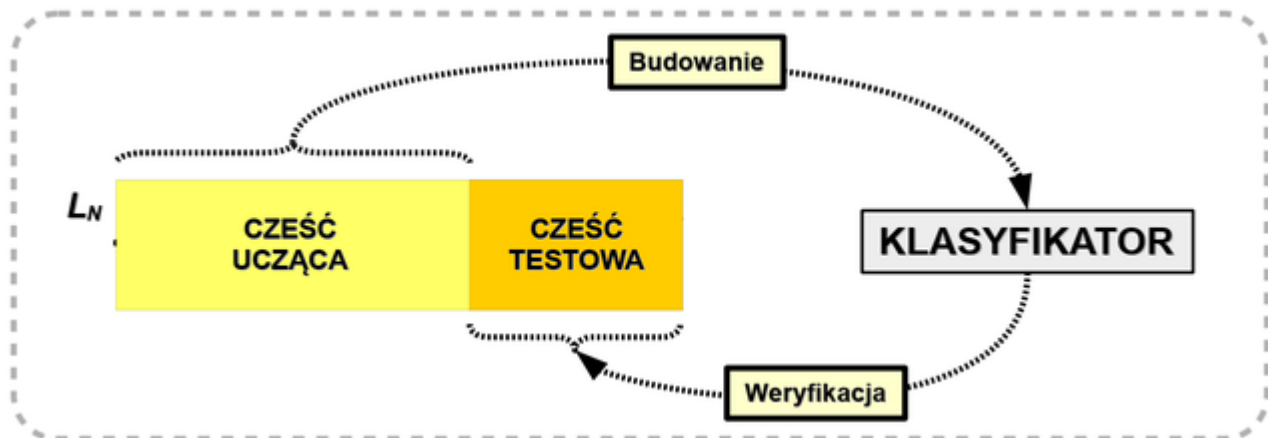 Budowanie
L_N
CZEŚĆ
UCZĄCA
CZEŚĆ
TESTOWA
KLASYFIKATOR
Weryfikacja